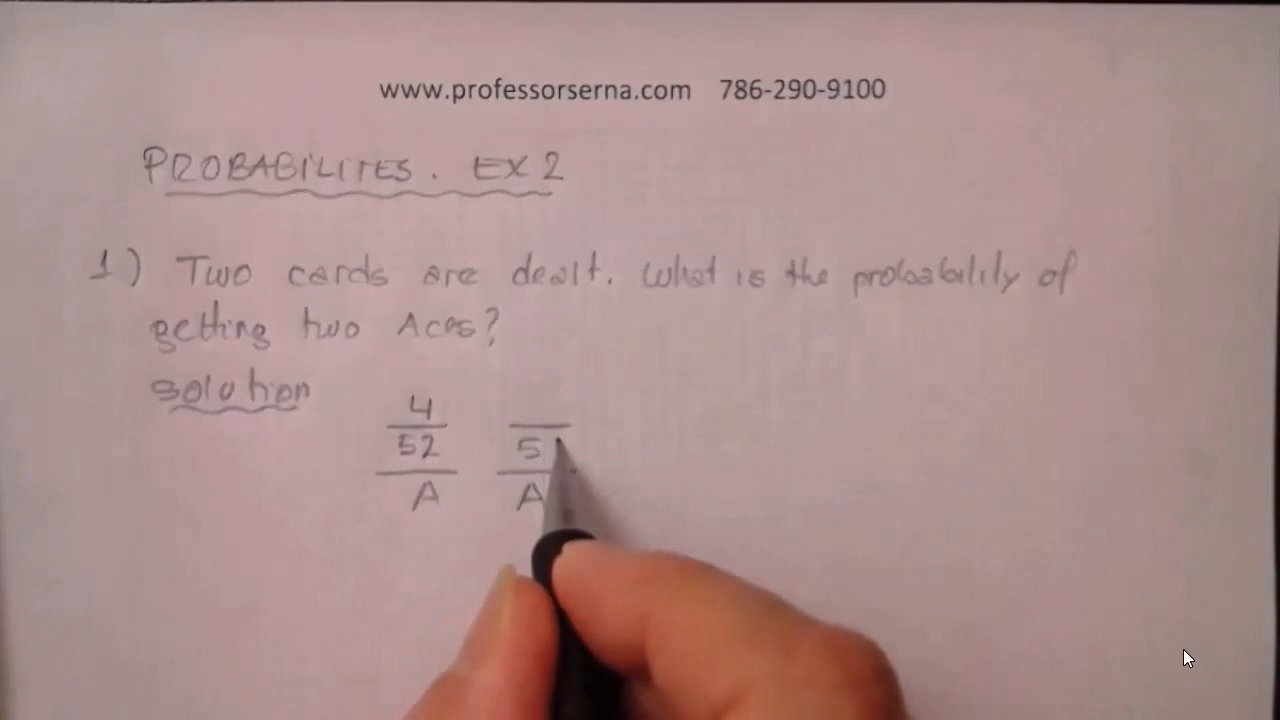 www.professorserna.com 786-290-9100
PROBABILITES. EX 2
1) Two cards are dealt. What is the probability of
getting two Aces?
Solution
4
52 5
A A